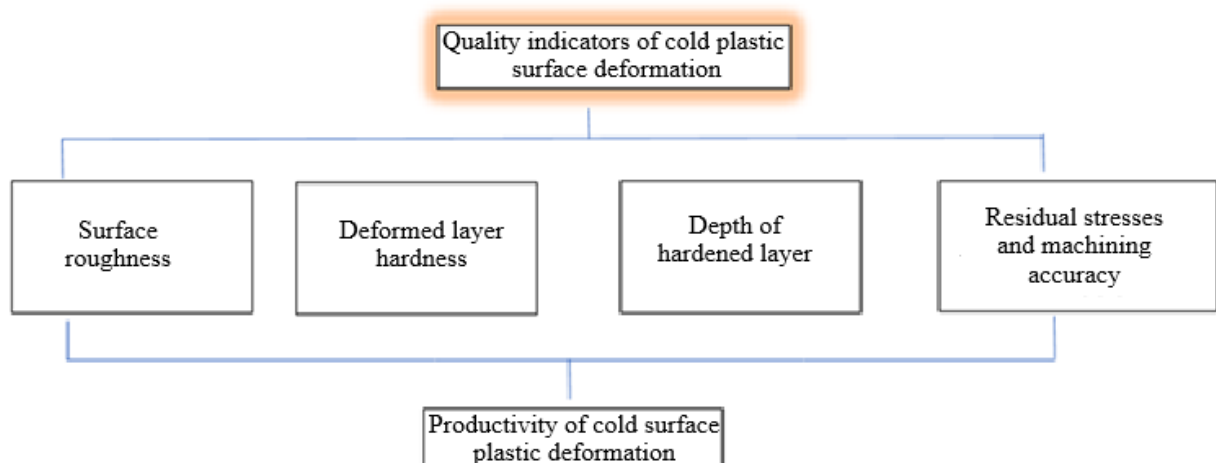 Quality indicators of cold plastic
surface deformation
Surface
roughness
Deformed layer
hardness
Depth of
hardened layer
Residual stresses
and machining
accuracy
Productivity of cold surface
plastic deformation